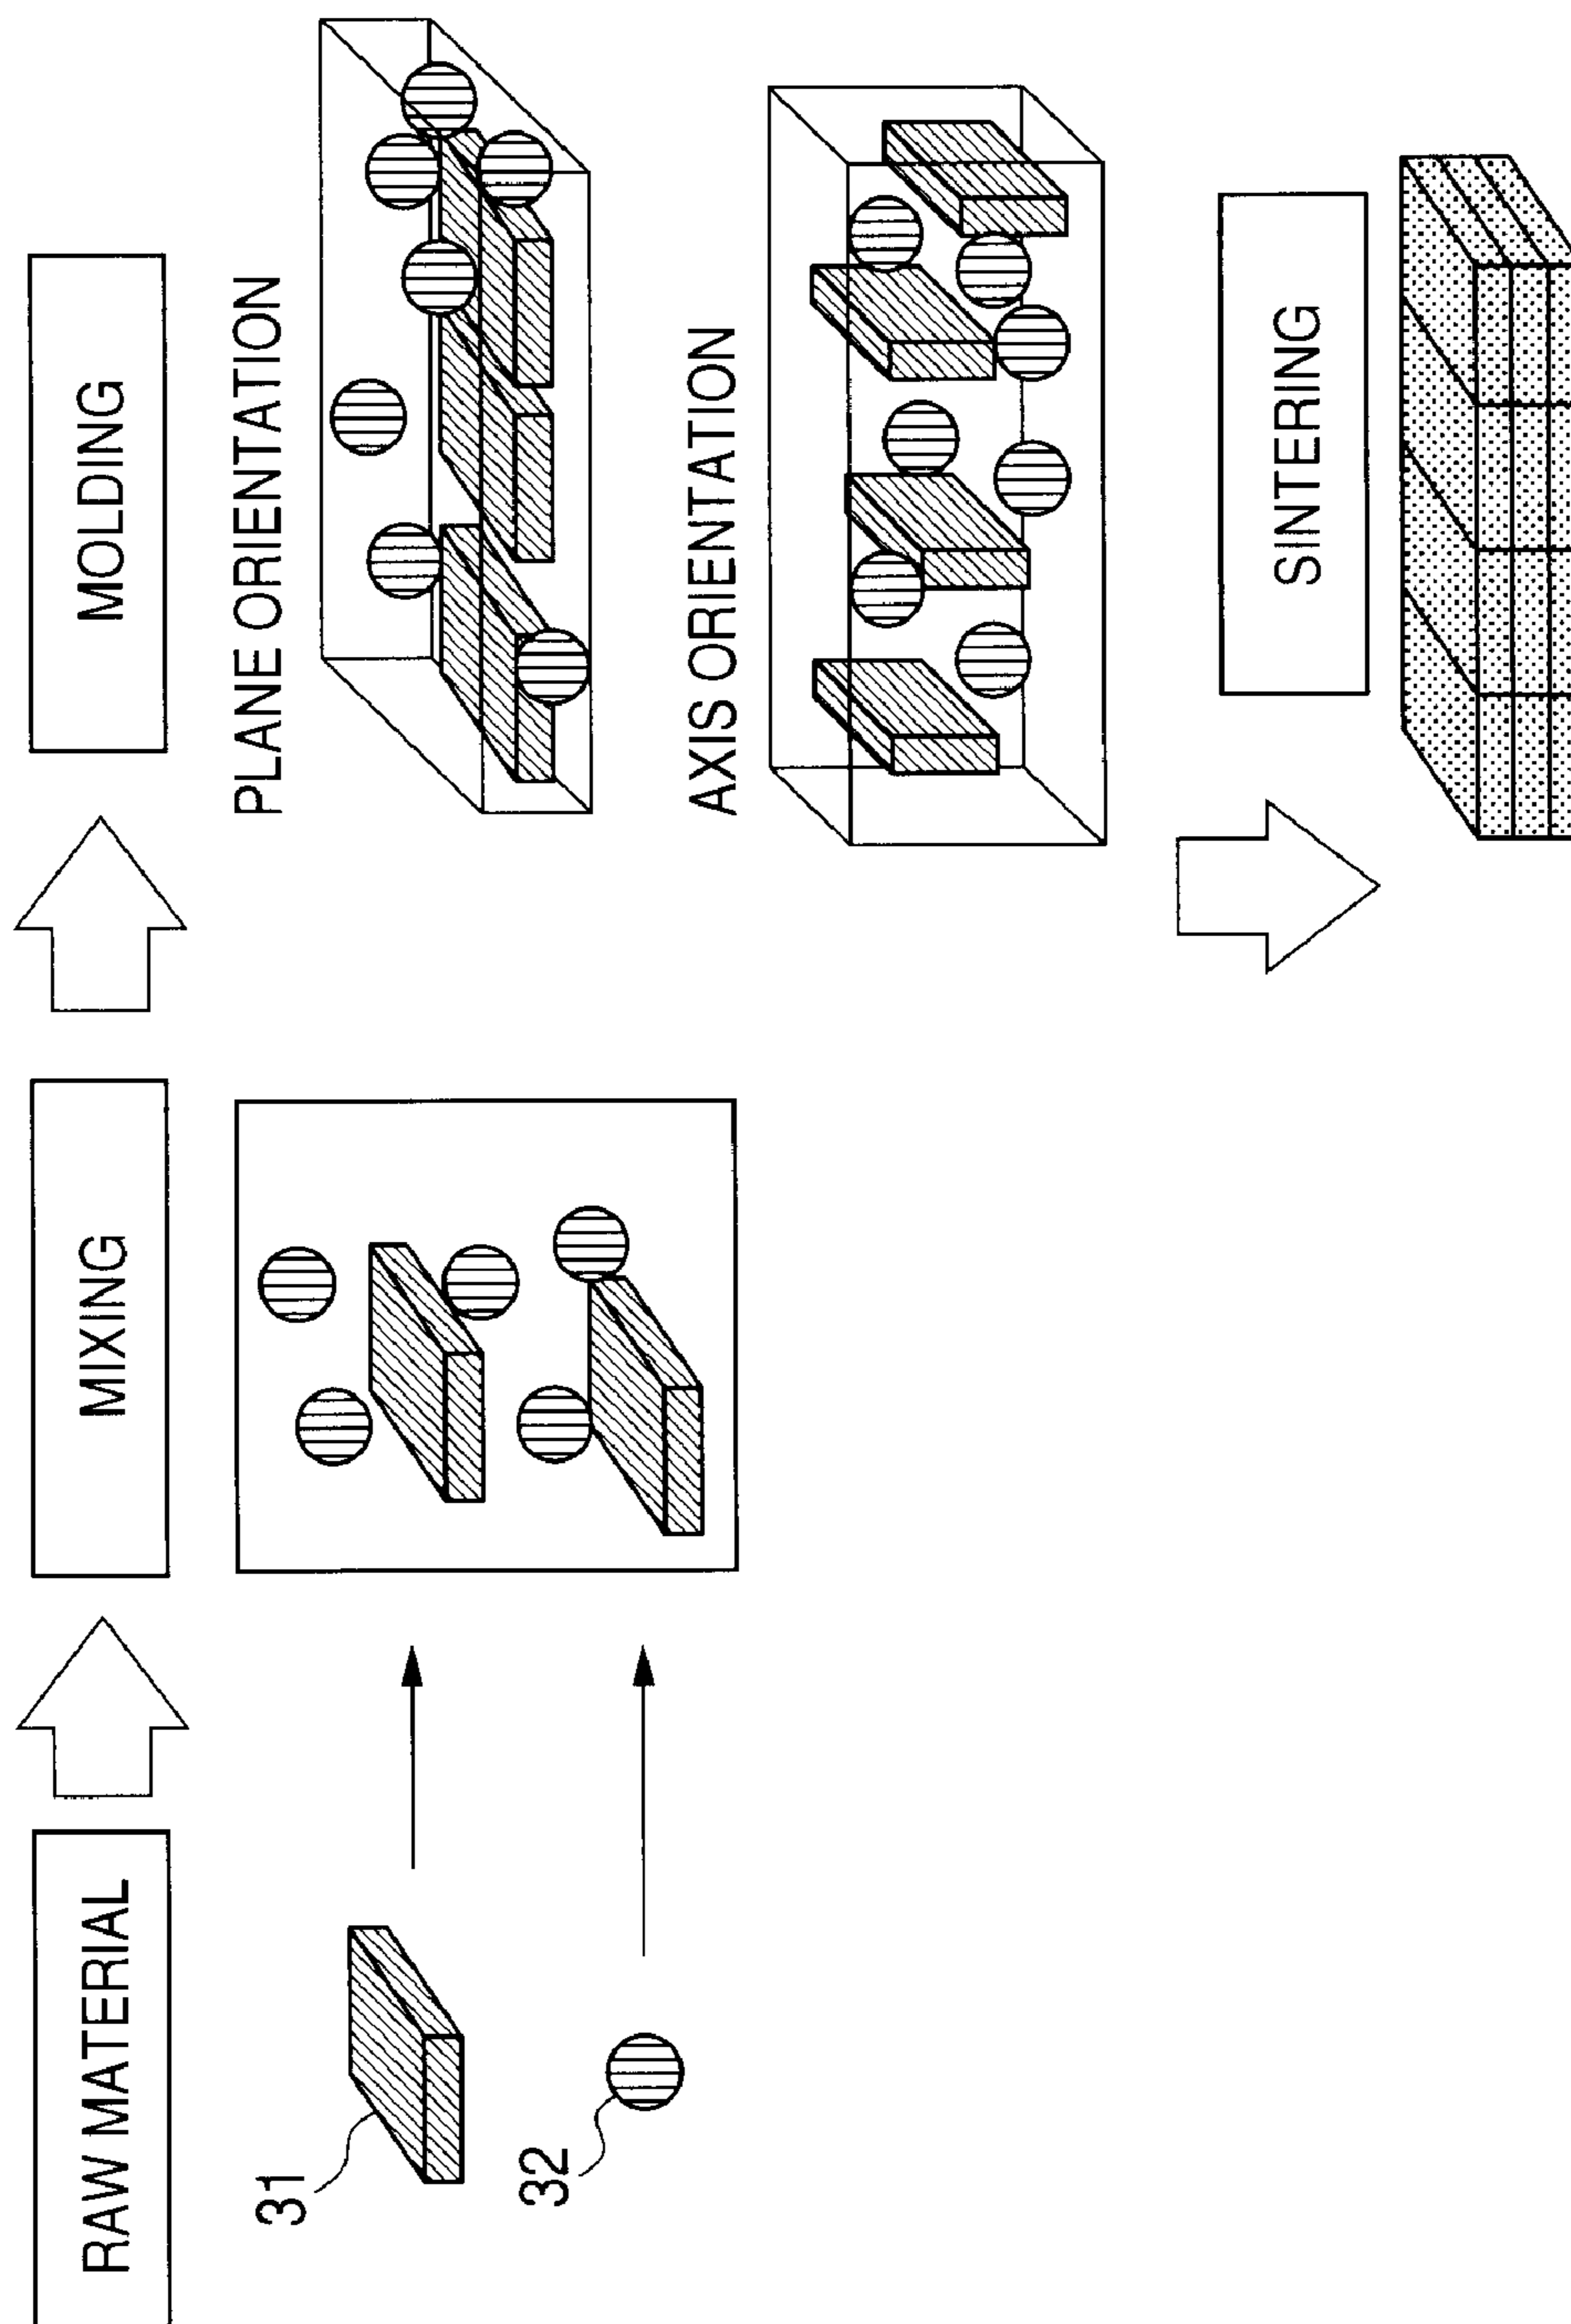 RAW MATERIAL
31
32
MIXING
MOLDING
PLANE ORIENTATION
AXIS ORIENTATION
SINTERING